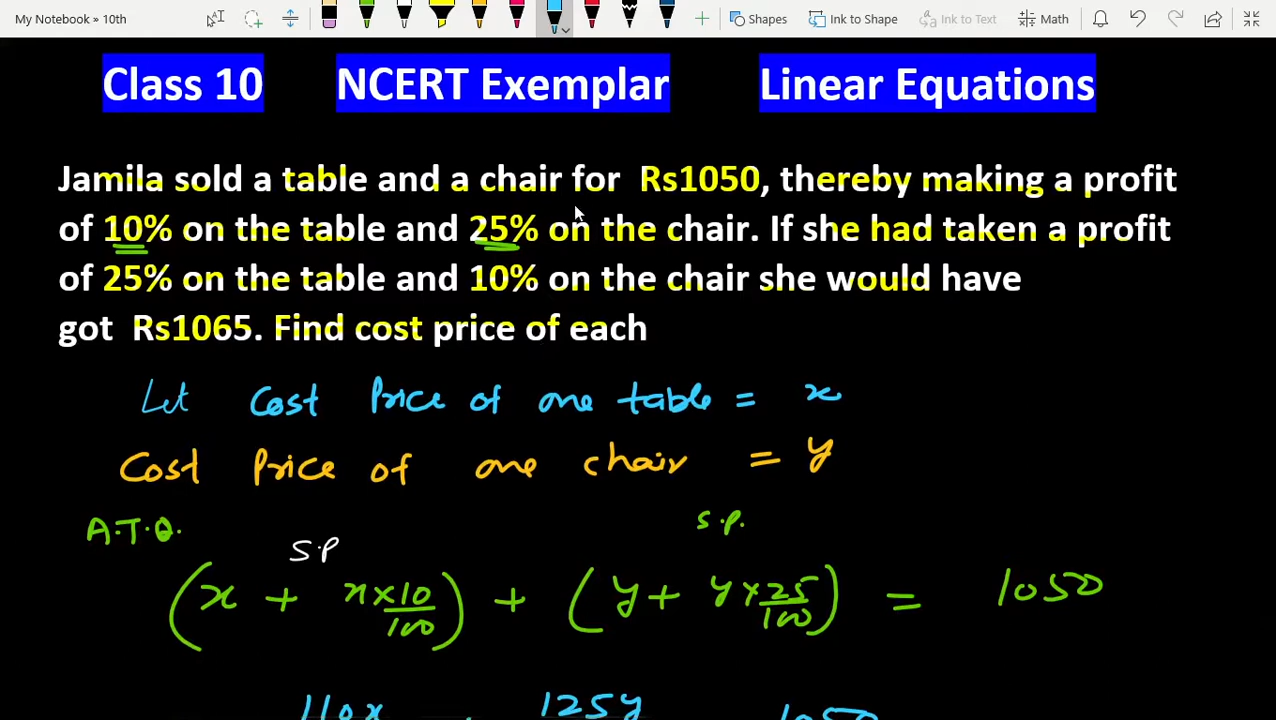 My Notebook » 10th
Shapes Ink to Shape Ink to Text Math
Class 10 NCERT Exemplar Linear Equations
Jamila sold a table and a chair for Rs1050, thereby making a profit
of 10% on the table and 25% on the chair. If she had taken a profit
of 25% on the table and 10% on the chair she would have
got Rs1065. Find cost price of each
Let Cost Price of one table = x
Cost Price of one chair = y
A.T.Q.
S.P S.P.
(x + x×10/100) + (y + y×25/100) = 1050
110x 125y 1050